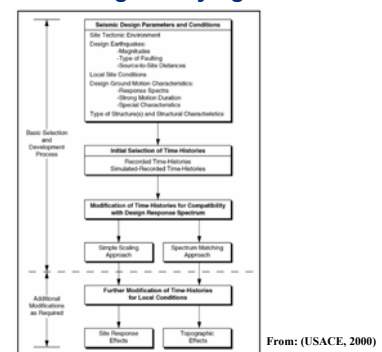 Seismic Design Parameters and Conditions
Site Tectonic Environment
Design Earthquakes:
-Magnitudes
-Type of Faulting
-Source-to-Site Distances
Local Site Conditions
Design Ground Motion Characteristics:
-Response Spectra
-Strong Motion Duration
-Special Characteristics
Type of Structure(s) and Structural Characteristics
Basic Selection
and
Development
Process
Initial Selection of Time Histories
Recorded Time-Histories
Simulated-Recorded Time-Histories
Modification of Time-Histories for Compatibility
with Design Response Spectrum
Simple Scaling
Approach
Spectrum Matching
Approach
Additional
Modifications
as Required
Further Modification of Time-Histories
for Local Conditions
Site Response
Effects
Topographic
Effects
From: (USACE, 2000)